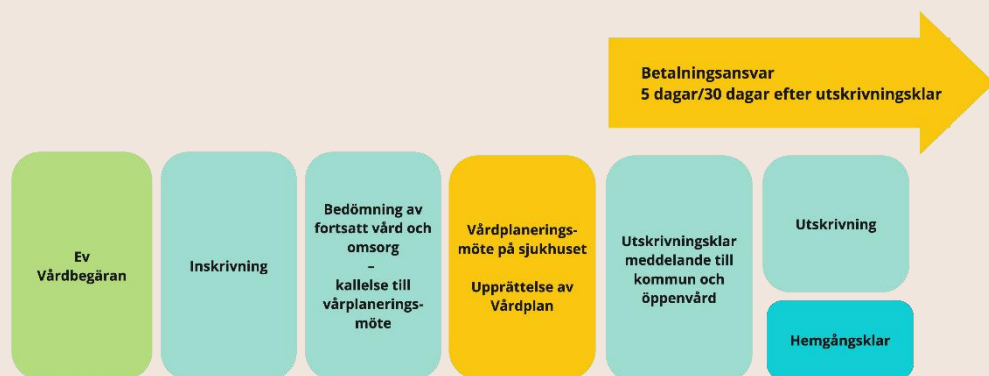 Betalningsansvar
5 dagar/30 dagar efter utskrivningsklar
Ev
Vårdbegäran
Inskrivning
Bedömning av
fortsatt vård och
omsorg
–
kallelse till
vårplanerings-
möte
Vårdplanerings-
möte på sjukhuset
Upprättelse av
Vårdplan
Utskrivningsklar
meddelande till
kommun och
öppenvård
Utskrivning
Hemgångsklar